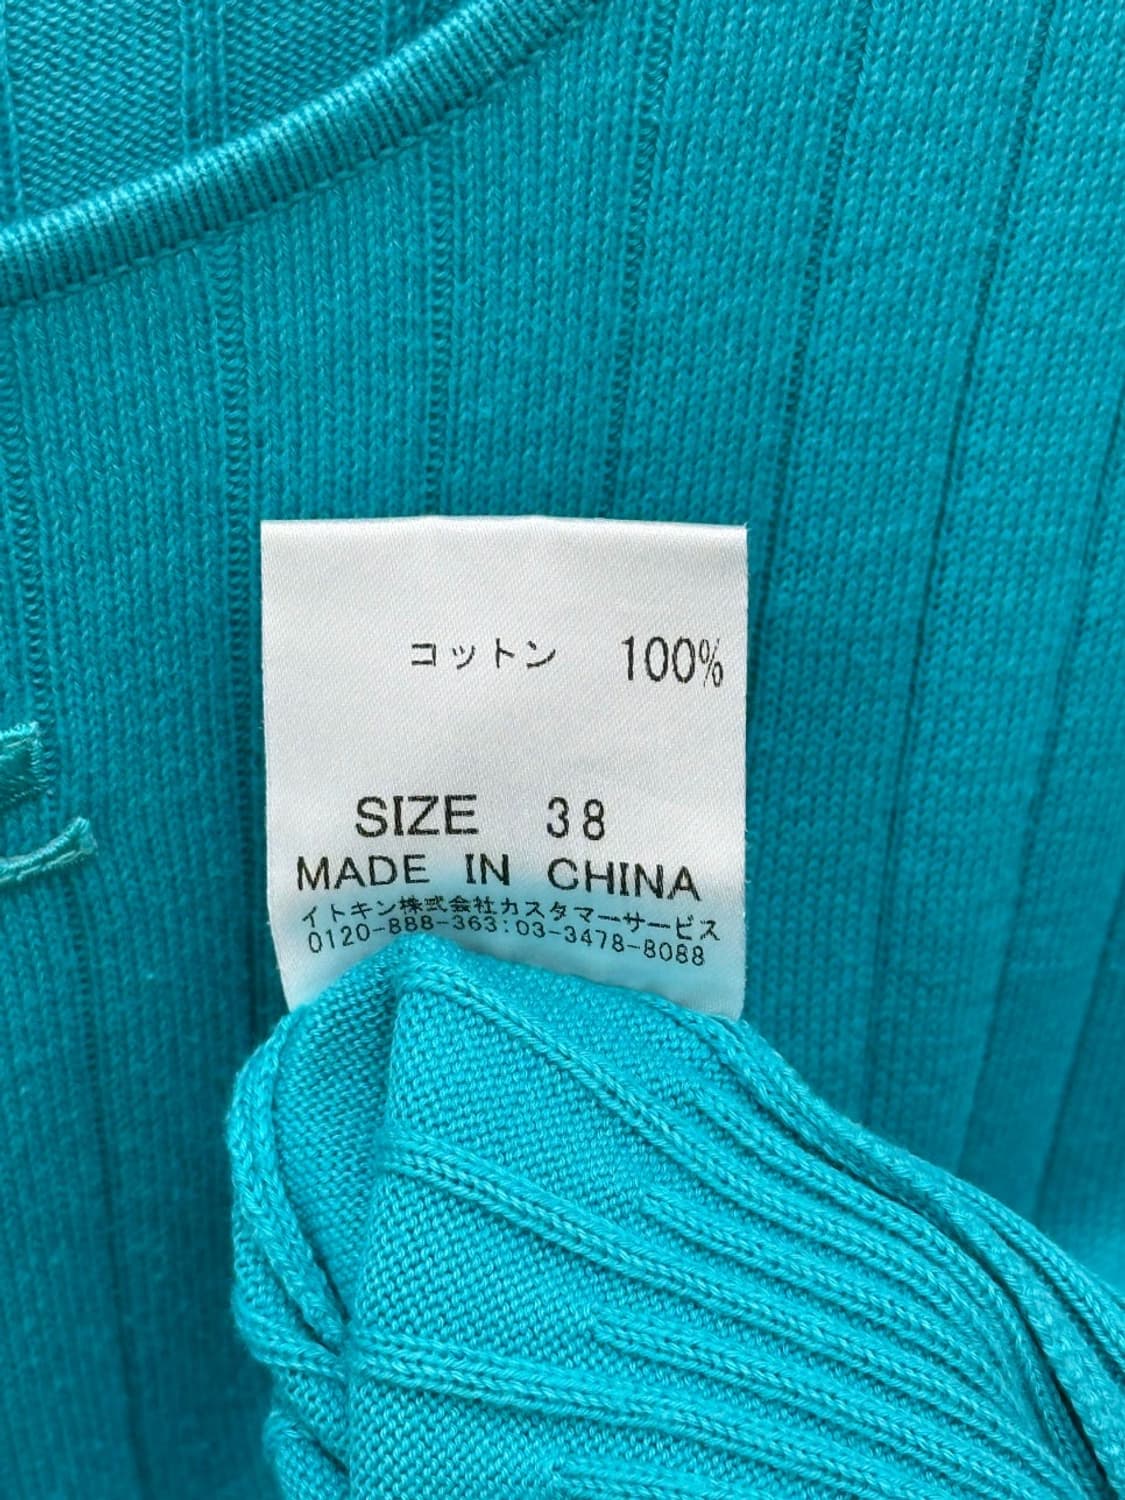 コットン 100%
SIZE 38
MADE IN CHINA
イトキン株式会社カスタマーサービス
0120-888-363:03-3478-8088